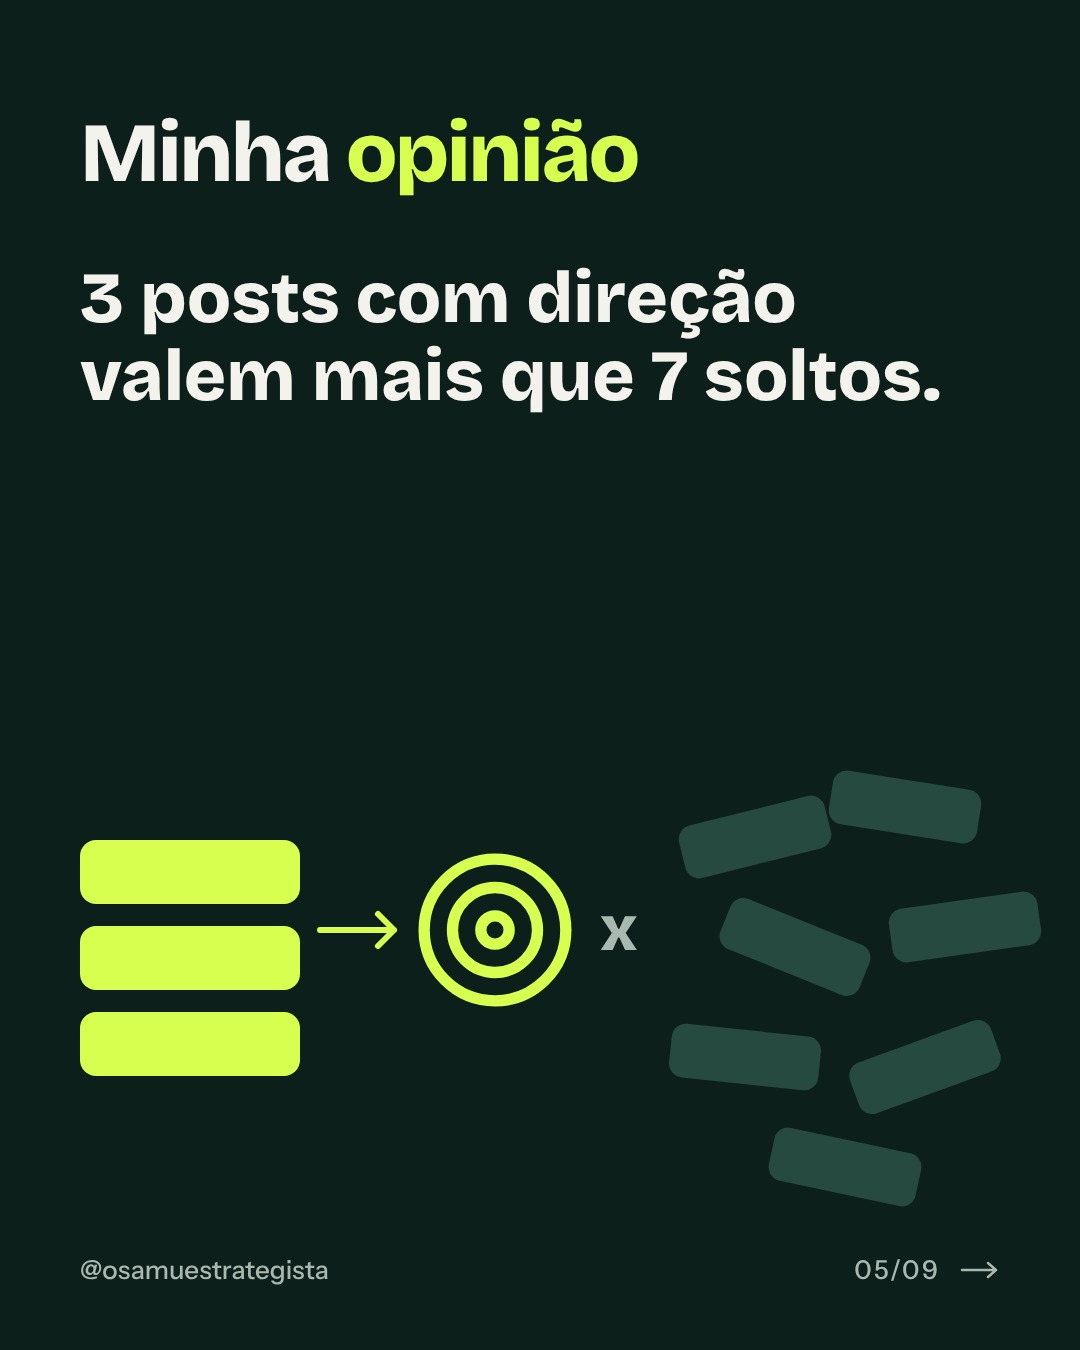 Minha opinião
3 posts com direção
valem mais que 7 soltos.
x
@osamuestrategista
05/09 →